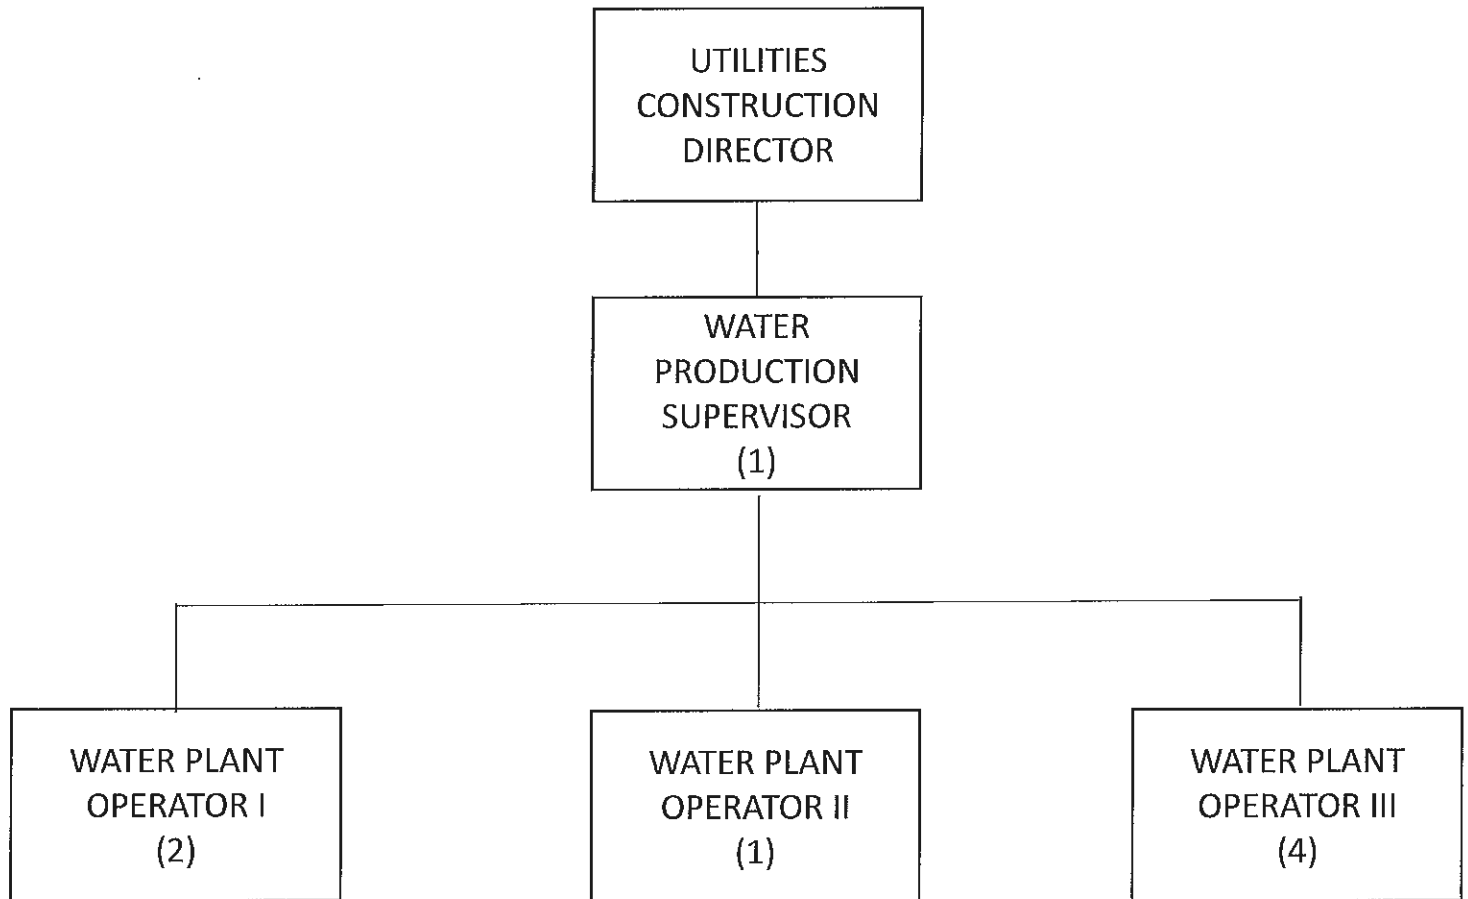 UTILITIES
CONSTRUCTION
DIRECTOR
WATER
PRODUCTION
SUPERVISOR
(1)
WATER PLANT
OPERATOR I
(2)
WATER PLANT
OPERATOR II
(1)
WATER PLANT
OPERATOR III
(4)